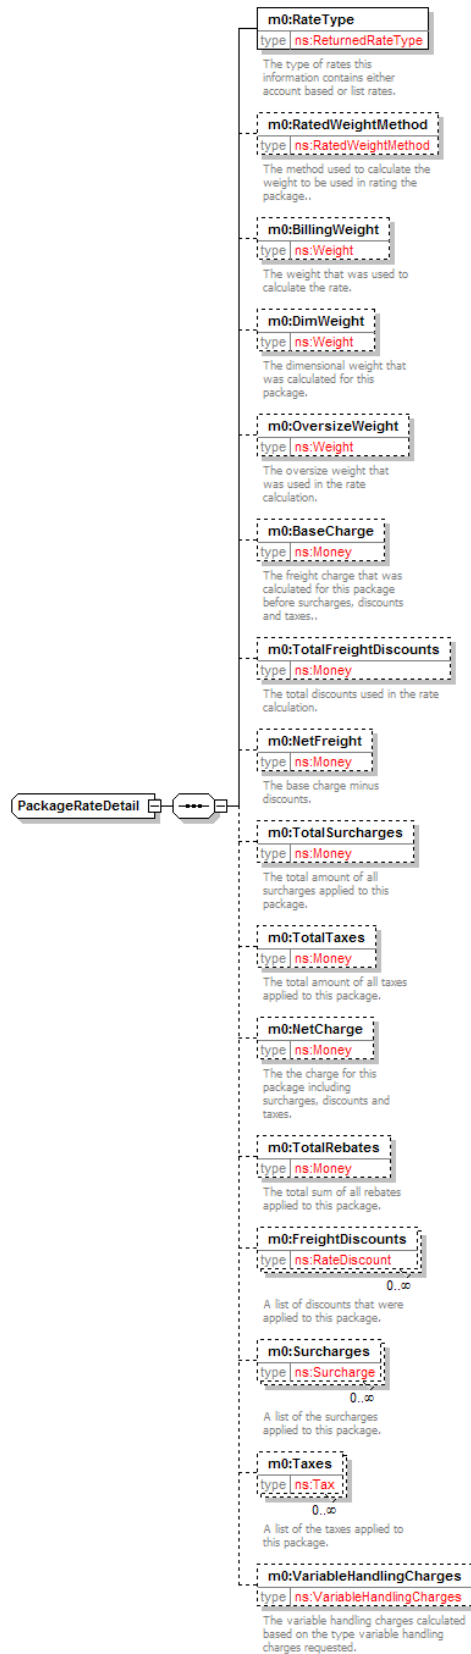 m0:RateType
type ns:ReturnedRateType
The type of rates this
information contains either
account based or list rates.
m0:RatedWeightMethod
type ns:RatedWeightMethod
The method used to calculate the
weight to be used in rating the
package..
m0:BillingWeight
type ns:Weight
The weight that was used to
calculate the rate.
m0:DimWeight
type ns:Weight
The dimensional weight that
was calculated for this
package.
m0:OversizeWeight
type ns:Weight
The oversize weight that
was used in the rate
calculation.
m0:BaseCharge
type ns:Money
The freight charge that was
calculated for this package
before surcharges, discounts
and taxes..
m0:TotalFreightDiscounts
type ns:Money
The total discounts used in the rate
calculation.
m0:NetFreight
type ns:Money
The base charge minus
discounts.
PackageRateDetail
m0:TotalSurcharges
type ns:Money
The total amount of all
surcharges applied to this
package.
m0:TotalTaxes
type ns:Money
The total amount of all taxes
applied to this package.
m0:NetCharge
type ns:Money
The the charge for this
package including
surcharges, discounts and
taxes.
m0:TotalRebates
type ns:Money
The total sum of all rebates
applied to this package.
m0:FreightDiscounts
type ns:RateDiscount
0..∞
A list of discounts that were
applied to this package.
m0:Surcharges
type ns:Surcharge
0..∞
A list of the surcharges
applied to this package.
m0:Taxes
type ns:Tax
0..∞
A list of the taxes applied to
this package.
m0:VariableHandlingCharges
type ns:VariableHandlingCharges
The variable handling charges calculated
based on the type variable handling
charges requested.